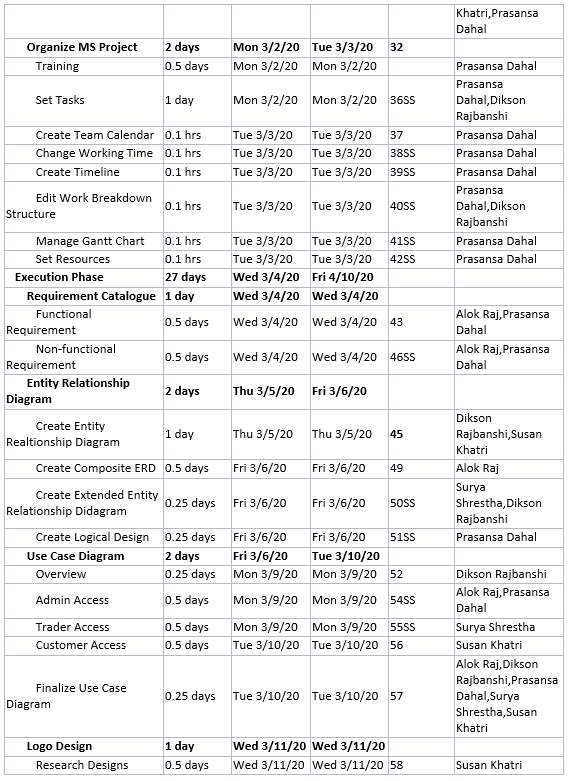 Khatri,Prasansa
Dahal
Organize MS Project 2 days Mon 3/2/20 Tue 3/3/20 32
Training 0.5 days Mon 3/2/20 Mon 3/2/20 Prasansa Dahal
Set Tasks 1 day Mon 3/2/20 Mon 3/2/20 36SS Prasansa
Dahal,Dikson
Rajbanshi
Create Team Calendar 0.1 hrs Tue 3/3/20 Tue 3/3/20 37 Prasansa Dahal
Change Working Time 0.1 hrs Tue 3/3/20 Tue 3/3/20 38SS Prasansa Dahal
Create Timeline 0.1 hrs Tue 3/3/20 Tue 3/3/20 39SS Prasansa Dahal
Edit Work Breakdown
Structure 0.1 hrs Tue 3/3/20 Tue 3/3/20 40SS Prasansa
Dahal,Dikson
Rajbanshi
Manage Gantt Chart 0.1 hrs Tue 3/3/20 Tue 3/3/20 41SS Prasansa Dahal
Set Resources 0.1 hrs Tue 3/3/20 Tue 3/3/20 42SS Prasansa Dahal
Execution Phase 27 days Wed 3/4/20 Fri 4/10/20
Requirement Catalogue 1 day Wed 3/4/20 Wed 3/4/20
Functional
Requirement 0.5 days Wed 3/4/20 Wed 3/4/20 43 Alok Raj,Prasansa
Dahal
Non-functional
Requirement 0.5 days Wed 3/4/20 Wed 3/4/20 46SS Alok Raj,Prasansa
Dahal
Entity Relationship
Diagram 2 days Thu 3/5/20 Fri 3/6/20
Create Entity
Realtionship Diagram 1 day Thu 3/5/20 Thu 3/5/20 45 Dikson
Rajbanshi,Susan
Khatri
Create Composite ERD 0.5 days Fri 3/6/20 Fri 3/6/20 49 Alok Raj
Create Extended Entity
Relationship Didagram 0.25 days Fri 3/6/20 Fri 3/6/20 50SS Surya
Shrestha,Dikson
Rajbanshi
Create Logical Design 0.25 days Fri 3/6/20 Fri 3/6/20 51SS Prasansa Dahal
Use Case Diagram 2 days Fri 3/6/20 Tue 3/10/20
Overview 0.25 days Mon 3/9/20 Mon 3/9/20 52 Dikson Rajbanshi
Admin Access 0.5 days Mon 3/9/20 Mon 3/9/20 54SS Alok Raj,Prasansa
Dahal
Trader Access 0.5 days Mon 3/9/20 Mon 3/9/20 55SS Surya Shrestha
Customer Access 0.5 days Tue 3/10/20 Tue 3/10/20 56 Susan Khatri
Finalize Use Case
Diagram 0.25 days Tue 3/10/20 Tue 3/10/20 57 Alok Raj,Dikson
Rajbanshi,Prasansa
Dahal,Surya
Shrestha,Susan
Khatri
Logo Design 1 day Wed 3/11/20 Wed 3/11/20
Research Designs 0.5 days Wed 3/11/20 Wed 3/11/20 58 Susan Khatri